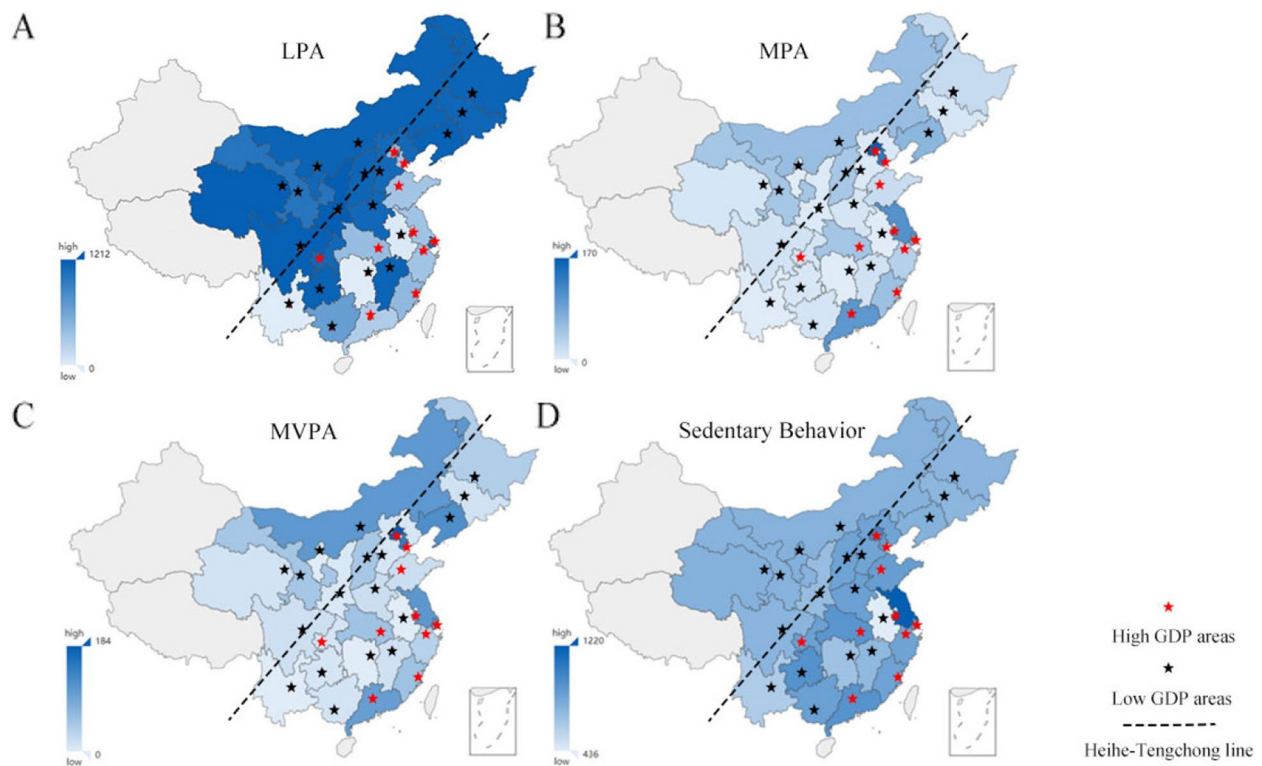 A
LPA
high
1212
0
low
B
MPA
high
170
0
low
C
MVPA
high
184
0
low
D
Sedentary Behavior
high
1220
436
low
High GDP areas
Low GDP areas
Heihe-Tengchong line